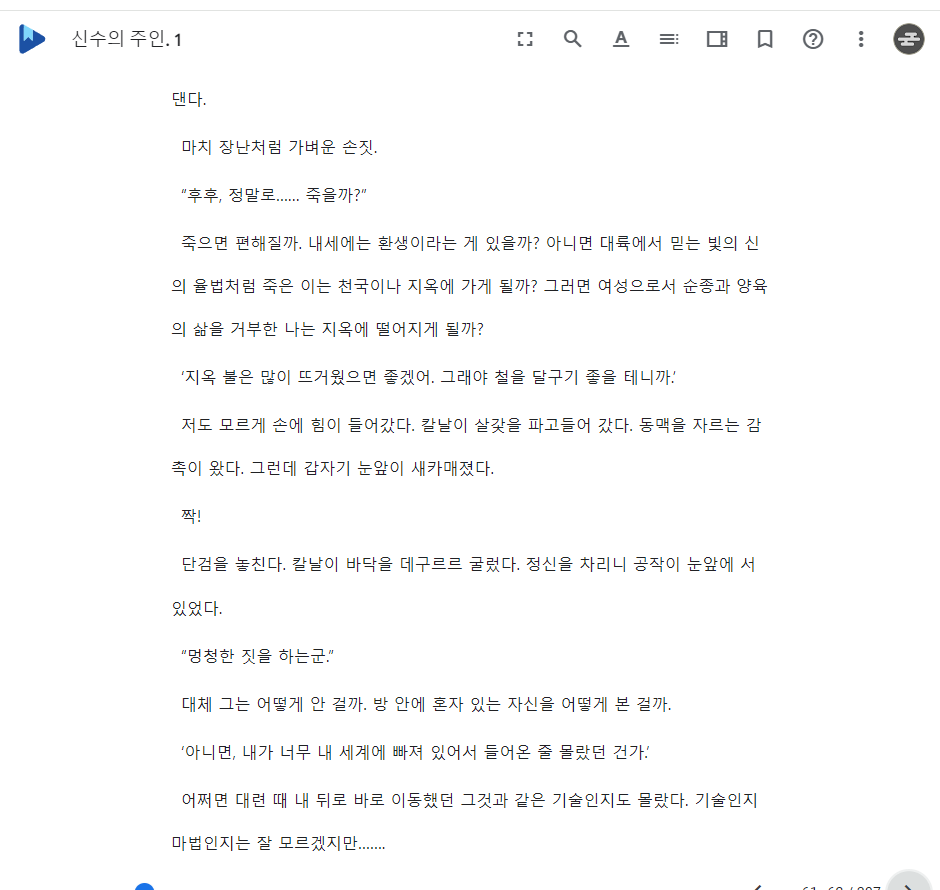 신수의 주인. 1
댄다.
마치 장난처럼 가벼운 손짓.
“후후, 정말로…… 죽을까?”
죽으면 편해질까. 내세에는 환생이라는 게 있을까? 아니면 대륙에서 믿는 빛의 신
의 율법처럼 죽은 이는 천국이나 지옥에 가게 될까? 그러면 여성으로서 순종과 양육
의 삶을 거부한 나는 지옥에 떨어지게 될까?
‘지옥 불은 많이 뜨거웠으면 좋겠어. 그래야 철을 달구기 좋을 테니까.’
저도 모르게 손에 힘이 들어갔다. 칼날이 살갗을 파고들어 갔다. 동맥을 자르는 감
촉이 왔다. 그런데 갑자기 눈앞이 새카매졌다.
짝!
단검을 놓친다. 칼날이 바닥을 데구르르 굴렀다. 정신을 차리니 공작이 눈앞에 서
있었다.
“멍청한 짓을 하는군.”
대체 그는 어떻게 안 걸까. 방 안에 혼자 있는 자신을 어떻게 본 걸까.
‘아니면, 내가 너무 내 세계에 빠져 있어서 들어온 줄 몰랐던 건가.’
어쩌면 대련 때 내 뒤로 바로 이동했던 그것과 같은 기술인지도 몰랐다. 기술인지
마법인지는 잘 모르겠지만…….